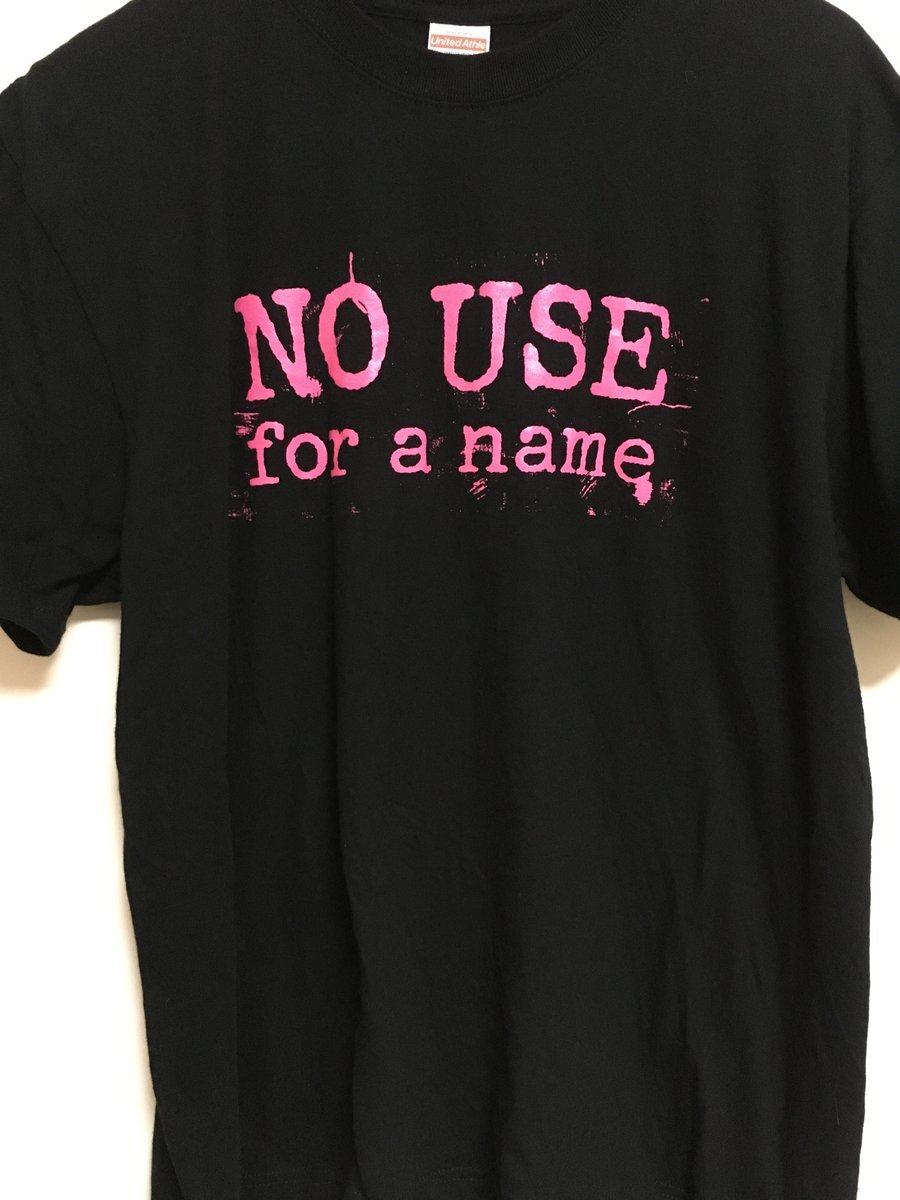 United Athle
NO USE
for a name